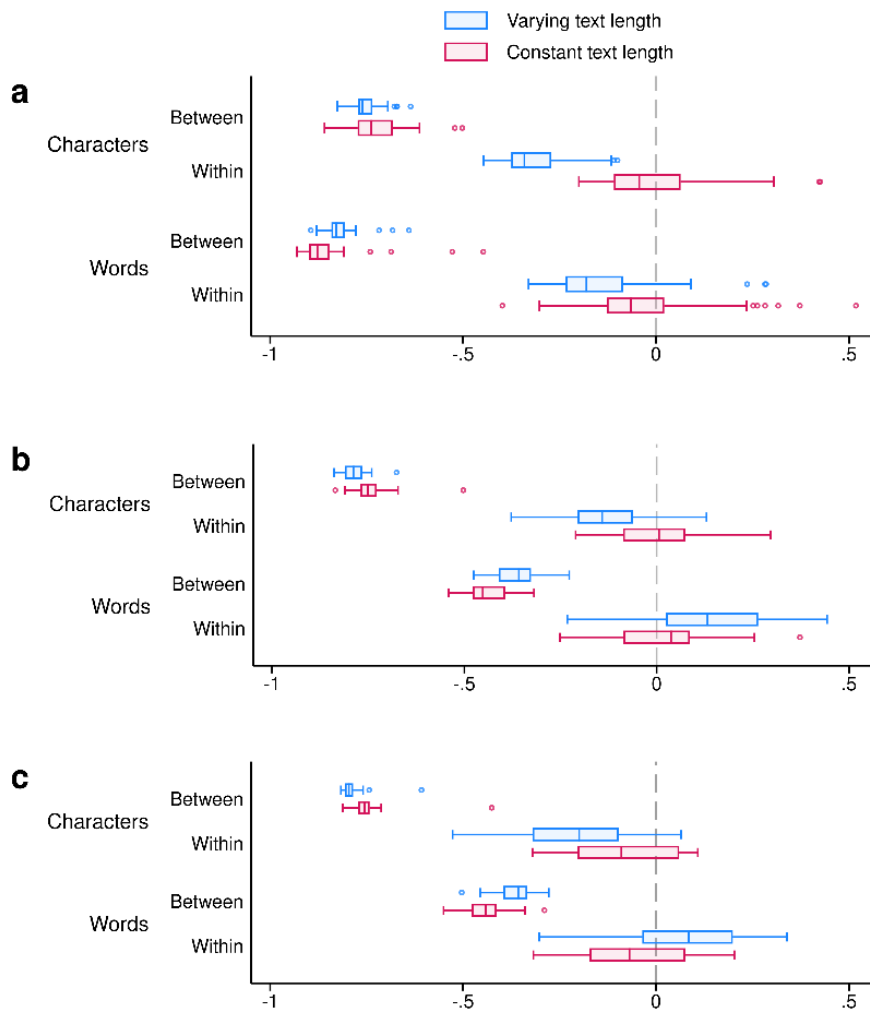 Varying text length
Constant text length
a
Characters
Between
Within
Words
Between
Within
-1 -.5 0 .5
b
Characters
Between
Within
Words
Between
Within
-1 -.5 0 .5
c
Characters
Between
Within
Words
Between
Within
-1 -.5 0 .5